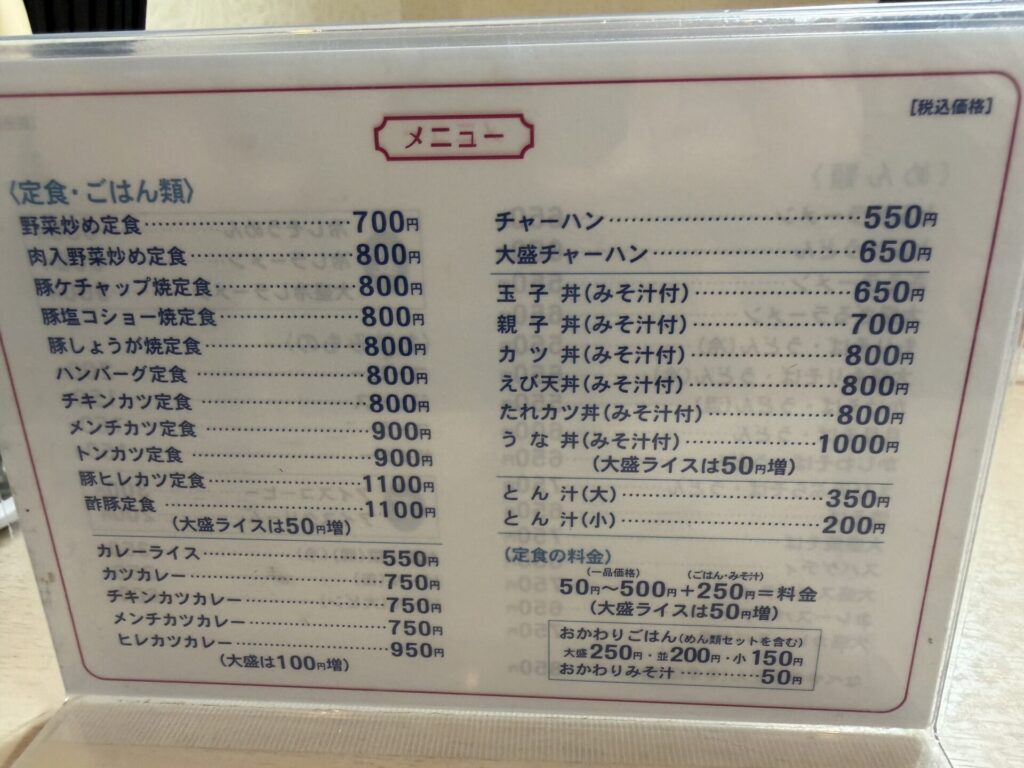 メニュー
[税込価格]
〈定食・ごはん類〉
野菜炒め定食 700円
肉入野菜炒め定食 800円
豚ケチャップ焼定食 800円
豚塩コショー焼定食 800円
豚しょうが焼定食 800円
ハンバーグ定食 800円
チキンカツ定食 800円
メンチカツ定食 900円
トンカツ定食 900円
豚ヒレカツ定食 1100円
酢豚定食 1100円
(大盛ライスは50円増)
カレーライス 550円
カツカレー 750円
チキンカツカレー 750円
メンチカツカレー 750円
ヒレカツカレー 950円
(大盛は100円増)
チャーハン 550円
大盛チャーハン 650円
玉子丼(みそ汁付) 650円
親子丼(みそ汁付) 700円
カツ丼(みそ汁付) 800円
えび天丼(みそ汁付) 800円
たれカツ丼(みそ汁付) 800円
うな丼(みそ汁付) 1000円
(大盛ライスは50円増)
とん汁(大) 350円
とん汁(小) 200円
(定食の料金)
(一品価格) (ごはん・みそ汁)
50円～500円+250円=料金
(大盛ライスは50円増)
おかわりごはん(めん類セットを含む)
大盛250円・並200円・小150円
おかわりみそ汁 50円